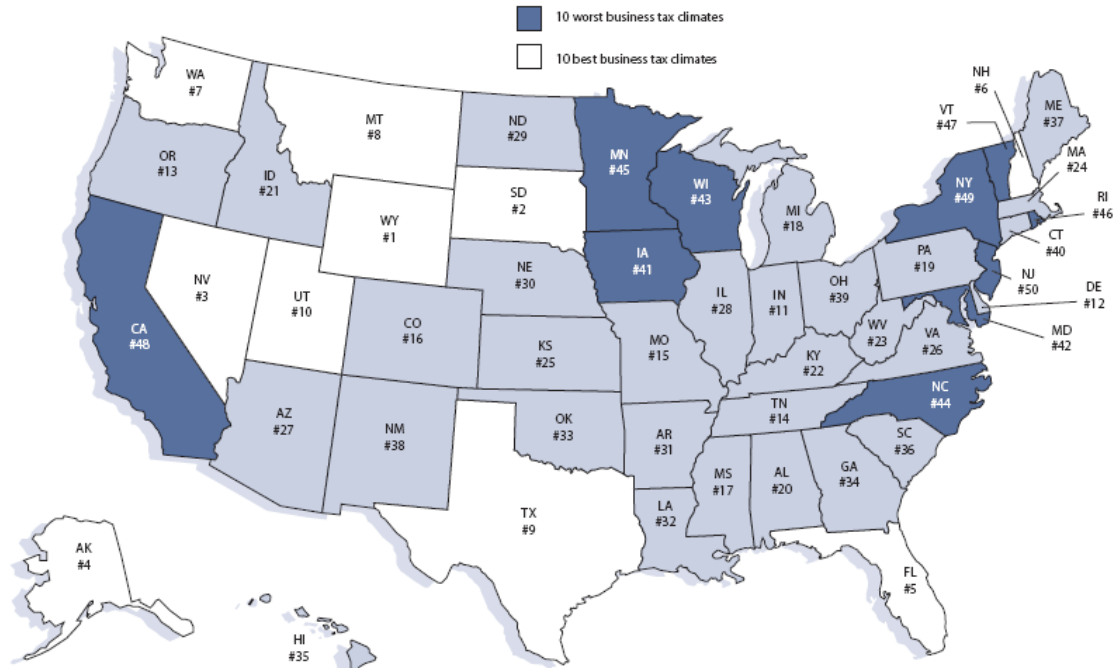 10 worst business tax climates
10 best business tax climates
WA
#7
MT
#8
ND
#29
MN
#45
NH
#6
VT
#47
ME
#37
MA
#24
RI
#46
CT
#40
NJ
#50
DE
#12
MD
#42
OR
#13
ID
#21
WY
#1
SD
#2
WI
#43
MI
#18
NY
#49
PA
#19
NV
#3
UT
#10
CO
#16
NE
#30
IA
#41
IL
#28
IN
#11
OH
#39
WV
#23
VA
#26
CA
#48
KS
#25
MO
#15
KY
#22
NC
#44
TN
#14
AZ
#27
NM
#38
OK
#33
AR
#31
SC
#36
MS
#17
AL
#20
GA
#34
TX
#9
LA
#32
AK
#4
FL
#5
HI
#35